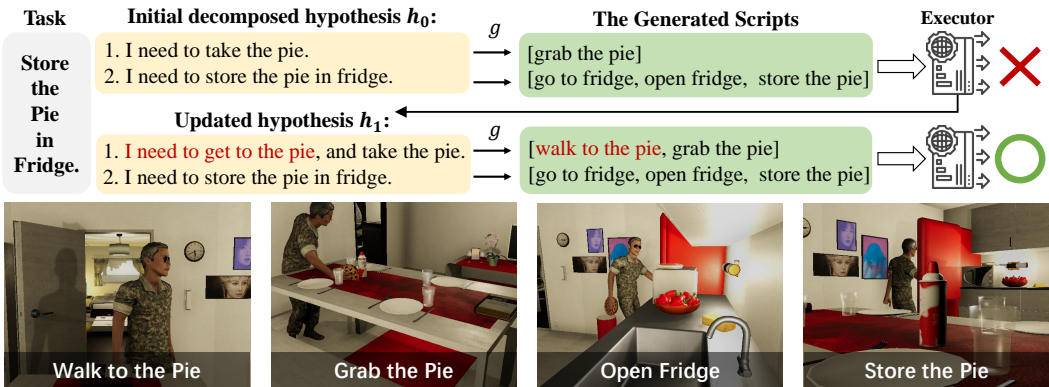 Task
Initial decomposed hypothesis h₀:
The Generated Scripts
Executor
Store
the
Pie
in
Fridge.
1. I need to take the pie.
2. I need to store the pie in fridge.
g
[grab the pie]
[go to fridge, open fridge, store the pie]
Updated hypothesis h₁:
1. I need to get to the pie, and take the pie.
2. I need to store the pie in fridge.
g
[walk to the pie, grab the pie]
[go to fridge, open fridge, store the pie]
Walk to the Pie
Grab the Pie
Open Fridge
Store the Pie